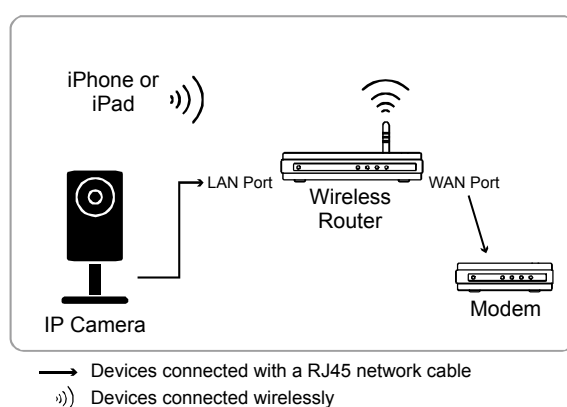 iPhone or
iPad
LAN Port
Wireless
Router
WAN Port
IP Camera
Modem
Devices connected with a RJ45 network cable
Devices connected wirelessly